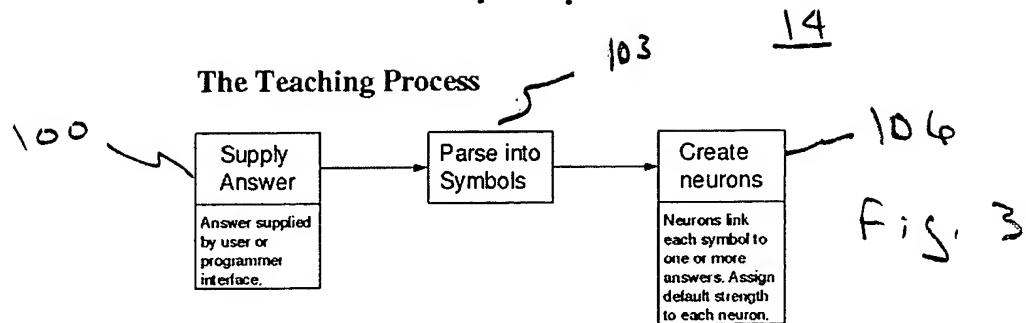 14
103
The Teaching Process
100
Supply
Answer
Answer supplied
by user or
programmer
interface.
Parse into
Symbols
106
Create
neurons
Neurons link
each symbol to
one or more
answers. Assign
default strength
to each neuron.
Fig. 3